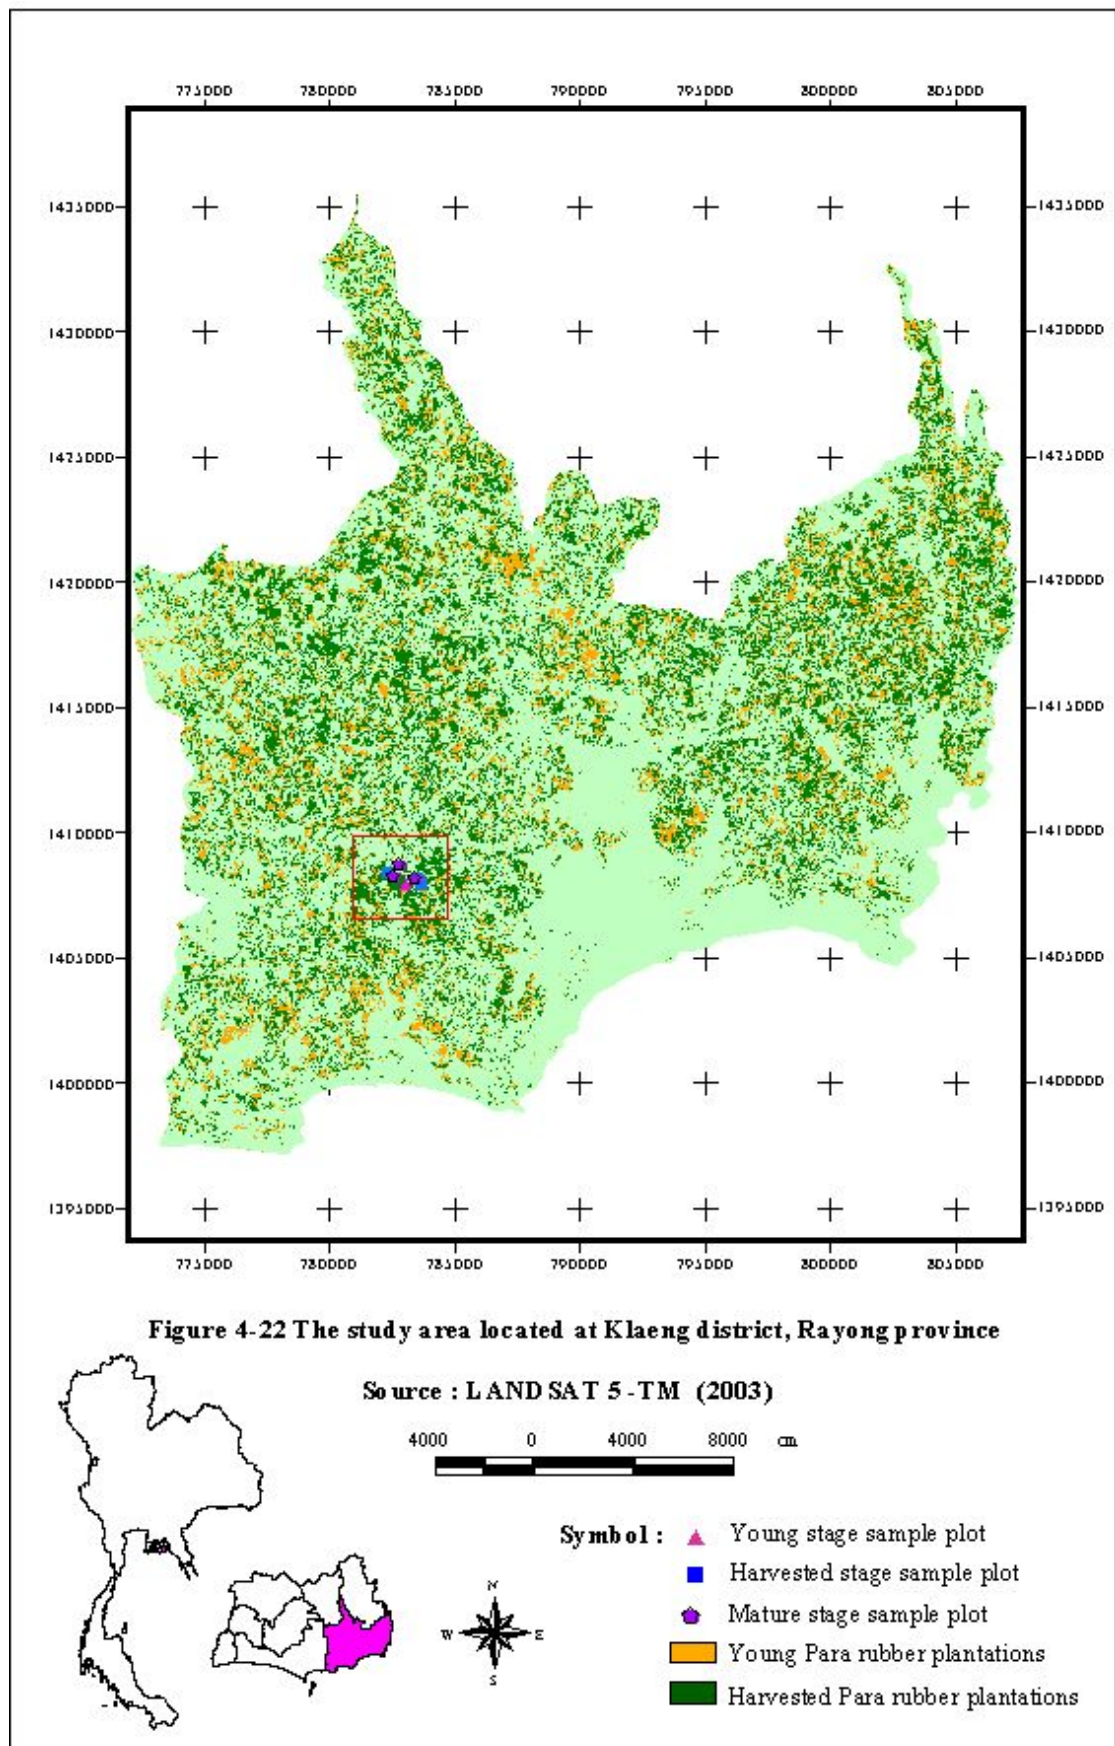 775000 780000 785000 790000 795000 800000 805000
1435000 1435000
1430000 1430000
1425000 1425000
1420000 1420000
1415000 1415000
1410000 1410000
1405000 1405000
1400000 1400000
1395000 1395000
775000 780000 785000 790000 795000 800000 805000
Figure 4-22 The study area located at Klaeng district, Rayong province
Source : LANDSAT 5 -TM (2003)
4000 0 4000 8000 cm
Symbol :
Young stage sample plot
Harvested stage sample plot
Mature stage sample plot
Young Para rubber plantations
Harvested Para rubber plantations
N
W E
S